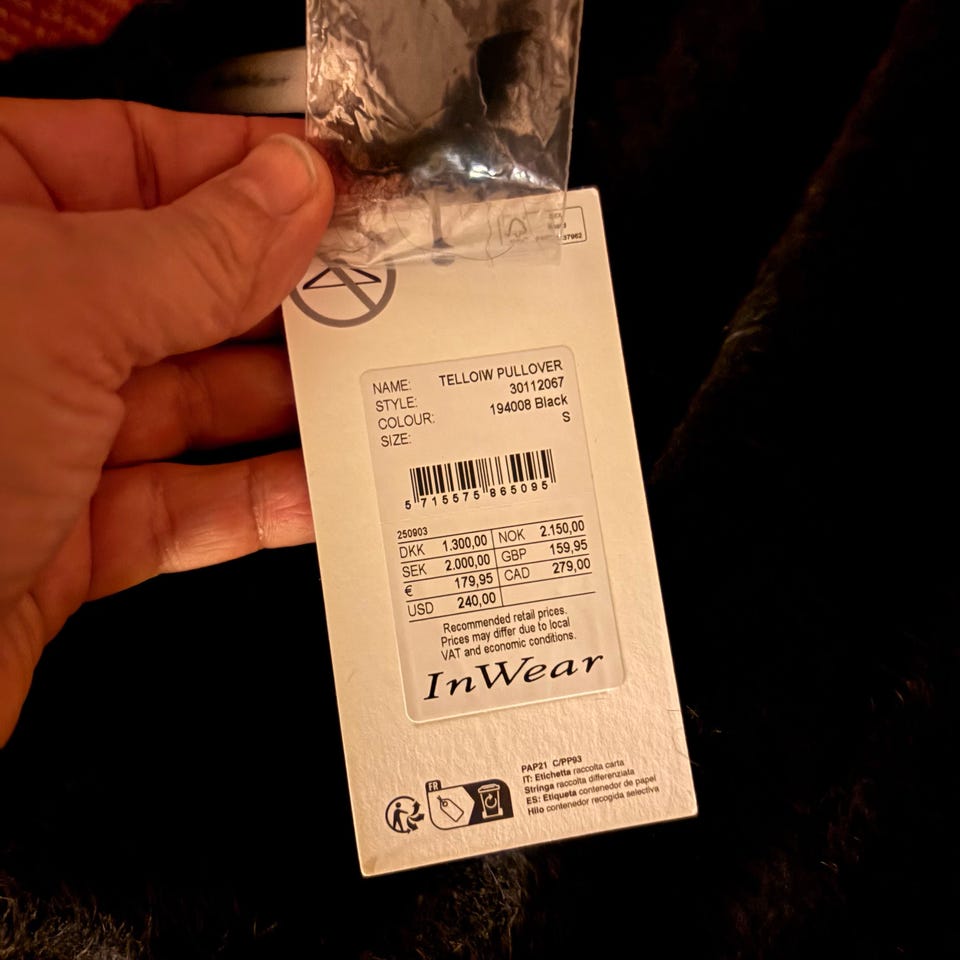 37962
NAME: TELLOIW PULLOVER
STYLE: 30112067
COLOUR: 194008 Black
SIZE: S
5 715575 865095
250903
DKK 1.300,00 NOK 2.150,00
SEK 2.000,00 GBP 159,95
€ 179,95 CAD 279,00
USD 240,00
Recommended retail prices.
Prices may differ due to local
VAT and economic conditions.
InWear
FR
PAP21 C/PP93
IT: Etichetta raccolta carta
Stringa raccolta differenziata
ES: Etiqueta contenedor de papel
Hilo contenedor recogida selectiva